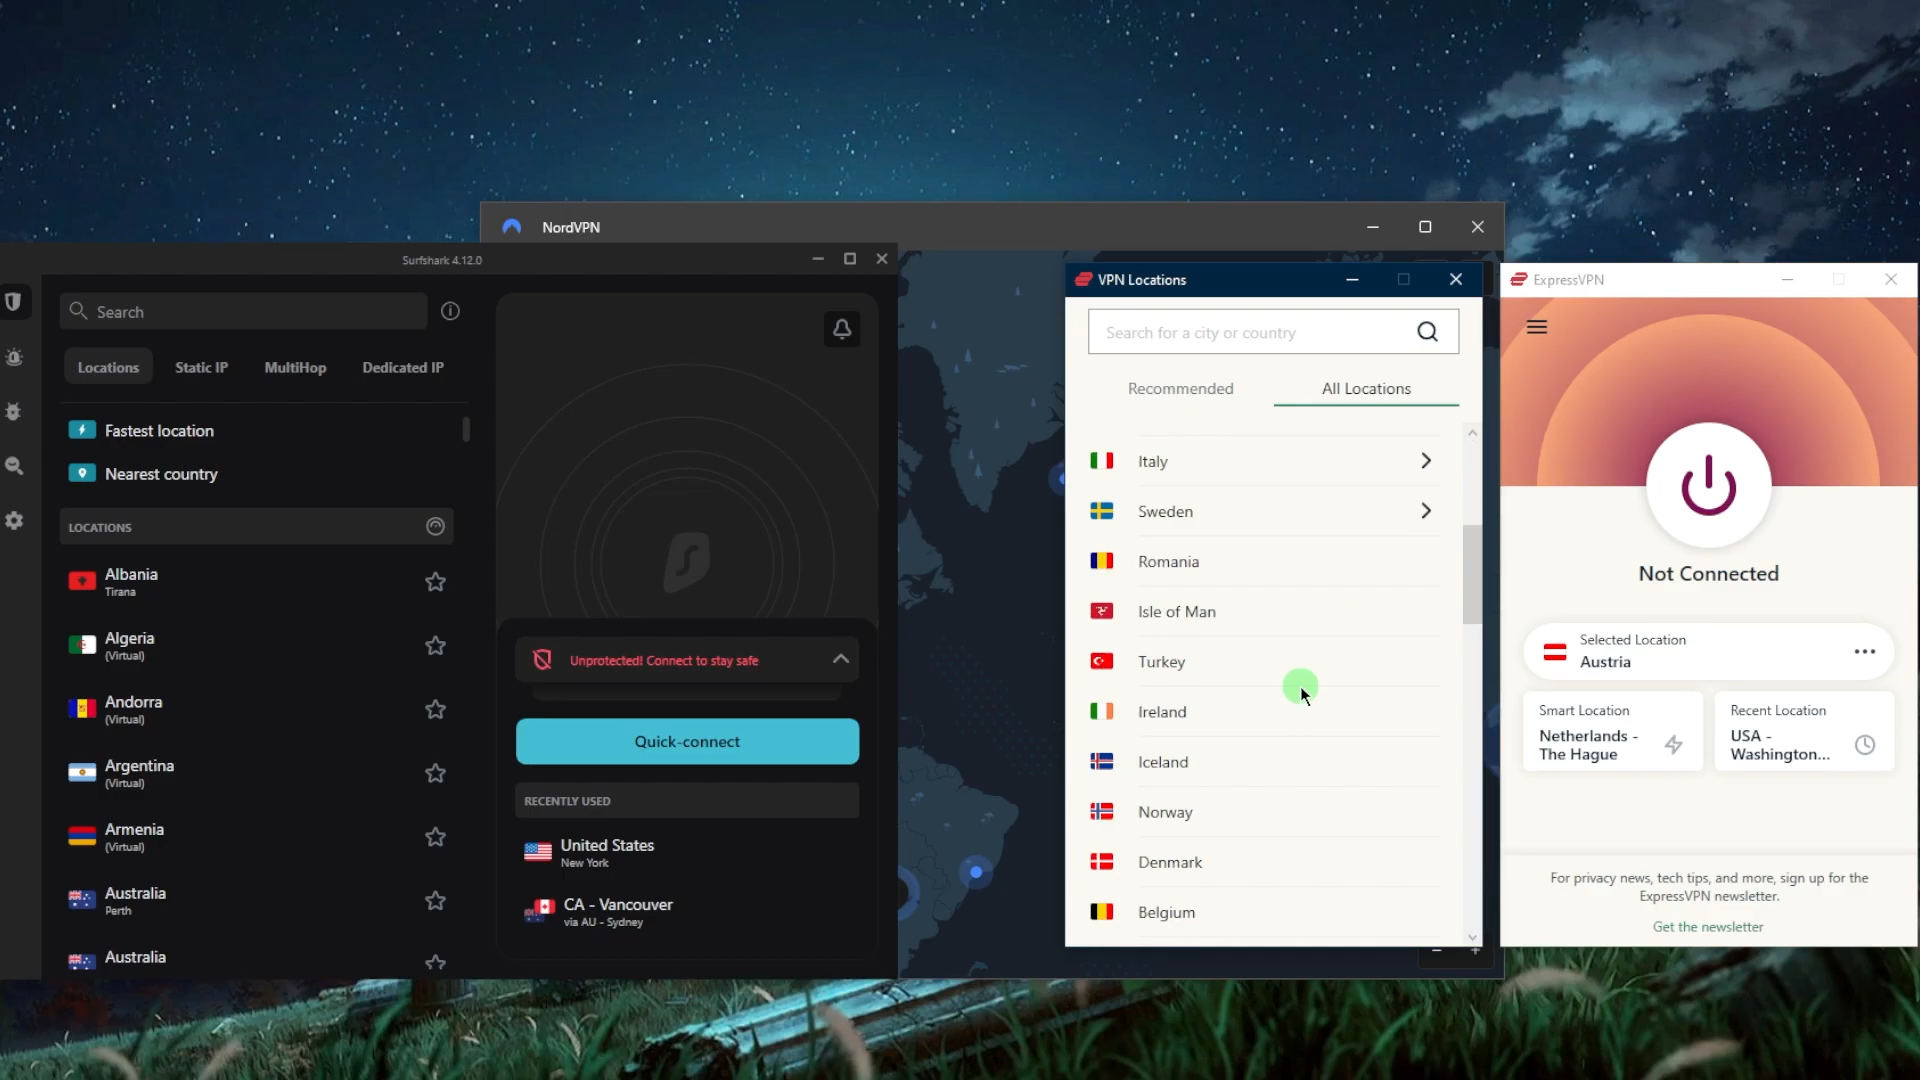 NordVPN
Surfshark 4.12.0
Search
Locations
Static IP
MultiHop
Dedicated IP
Fastest location
Nearest country
LOCATIONS
Albania
Tirana
Algeria
(Virtual)
Andorra
(Virtual)
Argentina
(Virtual)
Armenia
(Virtual)
Australia
Perth
Australia
Unprotected! Connect to stay safe
Quick-connect
RECENTLY USED
United States
New York
CA - Vancouver
via AU - Sydney
VPN Locations
Search for a city or country
Recommended
All Locations
Italy
Sweden
Romania
Isle of Man
Turkey
Ireland
Iceland
Norway
Denmark
Belgium
ExpressVPN
Not Connected
Selected Location
Austria
Smart Location
Netherlands -
The Hague
Recent Location
USA -
Washington...
For privacy news, tech tips, and more, sign up for the
ExpressVPN newsletter.
Get the newsletter